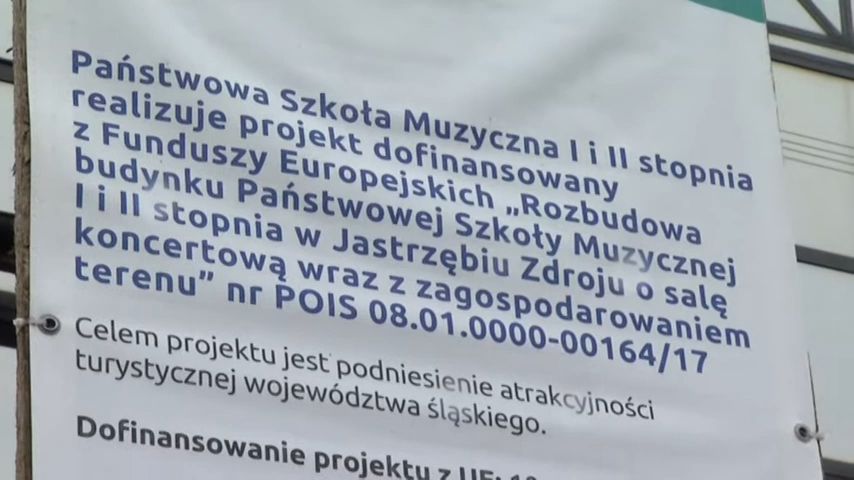 Państwowa Szkoła Muzyczna I i II stopnia
realizuje projekt dofinansowany
z Funduszy Europejskich „Rozbudowa
budynku Państwowej Szkoły Muzycznej
I i II stopnia w Jastrzębiu Zdroju o salę
koncertową wraz z zagospodarowaniem
terenu” nr POIS 08.01.0000-00164/17
Celem projektu jest podniesienie atrakcyjności
turystycznej województwa śląskiego.
Dofinansowanie projektu z UE: